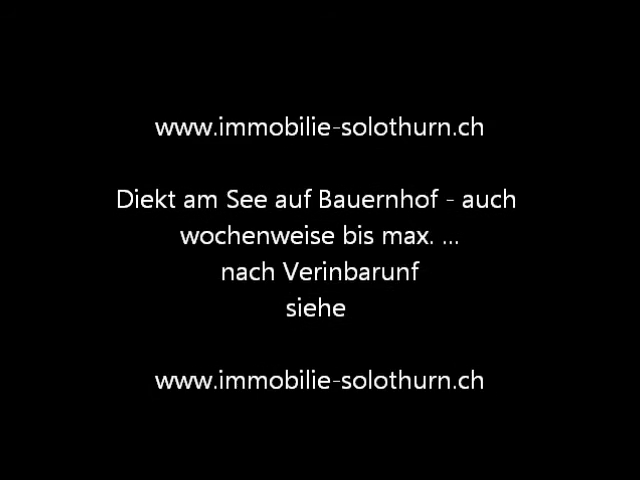 www.immobilie-solothurn.ch
Diekt am See auf Bauernhof - auch
wochenweise bis max. ...
nach Verinbarunf
siehe
www.immobilie-solothurn.ch